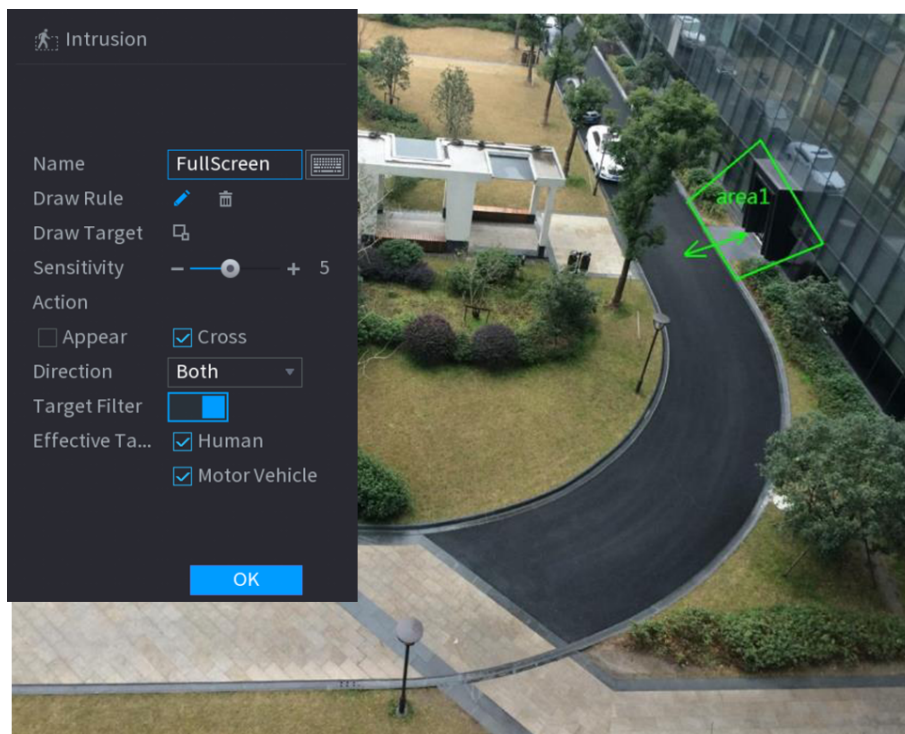 Intrusion
Name FullScreen
Draw Rule
Draw Target
Sensitivity 5
Action
Appear Cross
Direction Both
Target Filter
Effective Ta... Human
Motor Vehicle
OK
area1